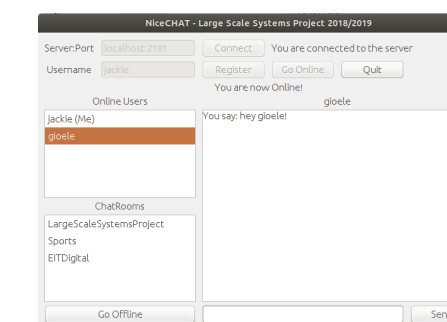 NiceCHAT - Large Scale Systems Project 2018/2019
Server:Port localhost:2181 Connect You are connected to the server
Username jackie Register Go Online Quit
You are now Online!
Online Users gioele
jackie (Me) You say: hey gioele!
gioele
ChatRooms
LargeScaleSystemsProject
Sports
EITDigital
Go Offline Sen